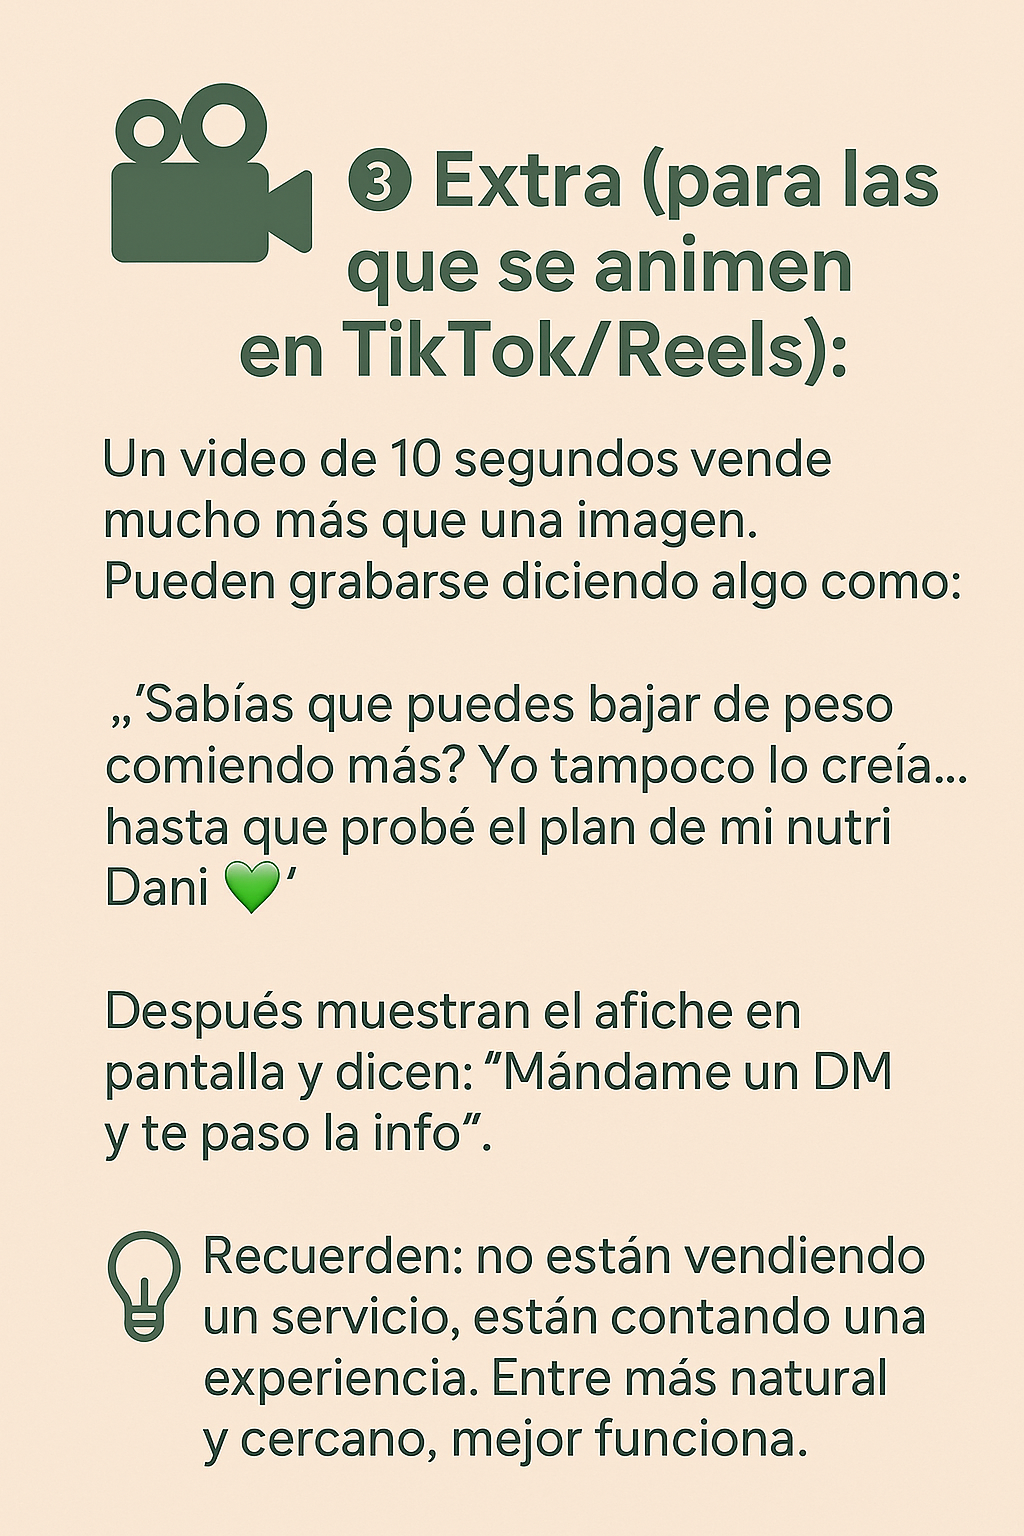 ❸ Extra (para las
que se animen
en TikTok/Reels):
Un video de 10 segundos vende
mucho más que una imagen.
Pueden grabarse diciendo algo como:
„‘Sabías que puedes bajar de peso
comiendo más? Yo tampoco lo creía...
hasta que probé el plan de mi nutri
Dani 💚‘
Después muestran el afiche en
pantalla y dicen: “Mándame un DM
y te paso la info”.
Recuerden: no están vendiendo
un servicio, están contando una
experiencia. Entre más natural
y cercano, mejor funciona.